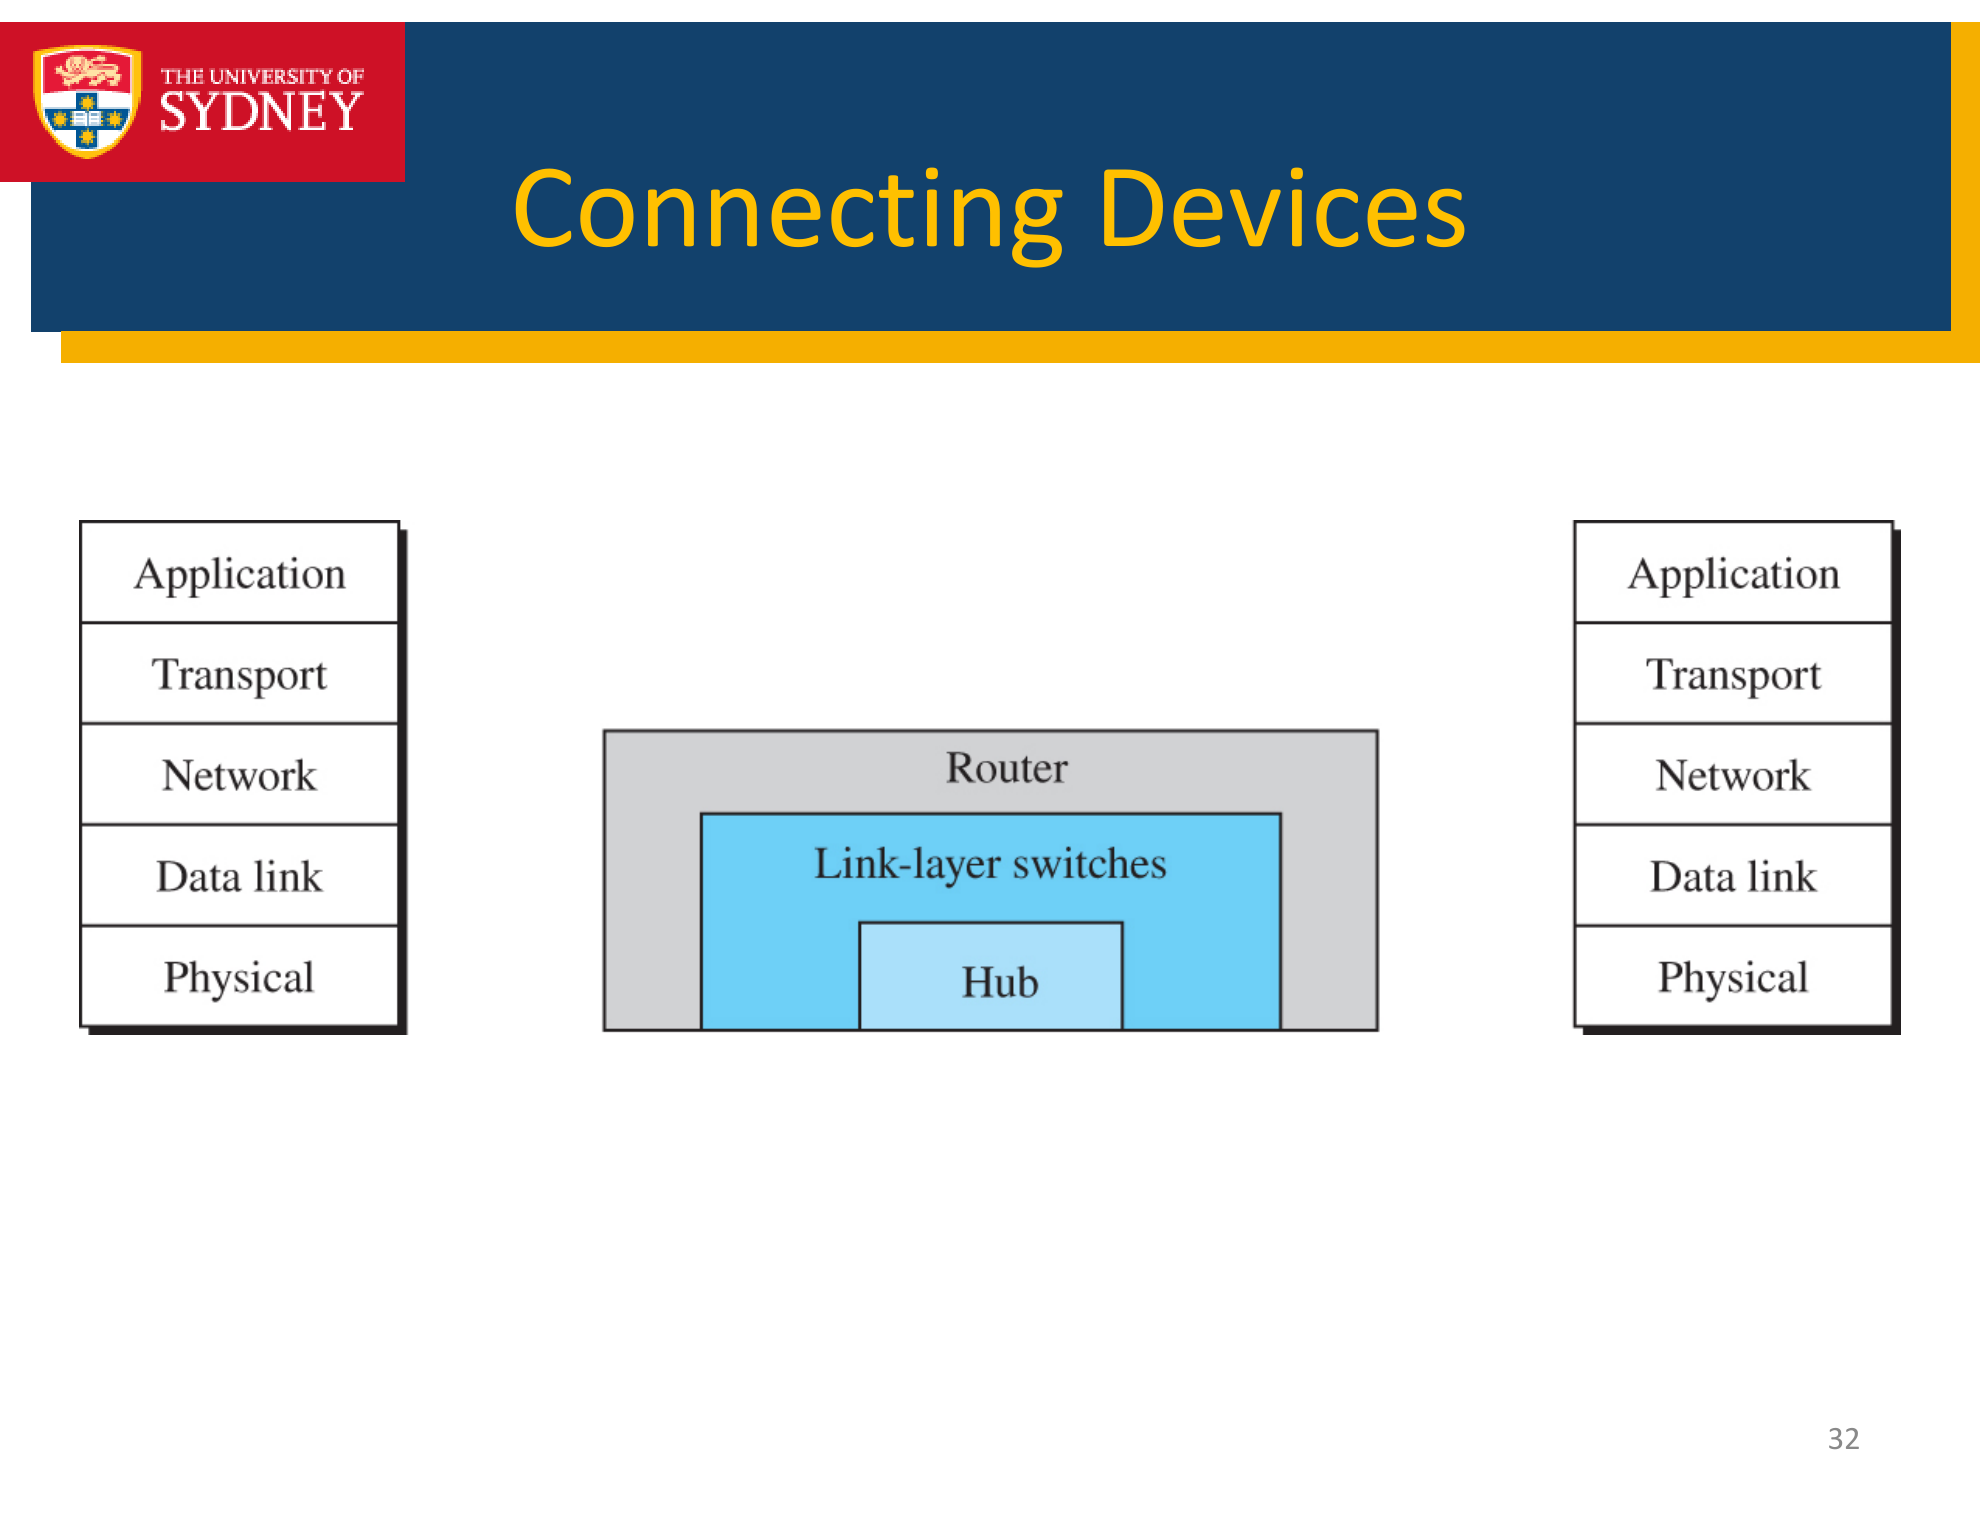 THE UNIVERSITY OF
SYDNEY
Connecting Devices
Application
Transport
Network
Data link
Physical
Router
Link-layer switches
Hub
Application
Transport
Network
Data link
Physical
32